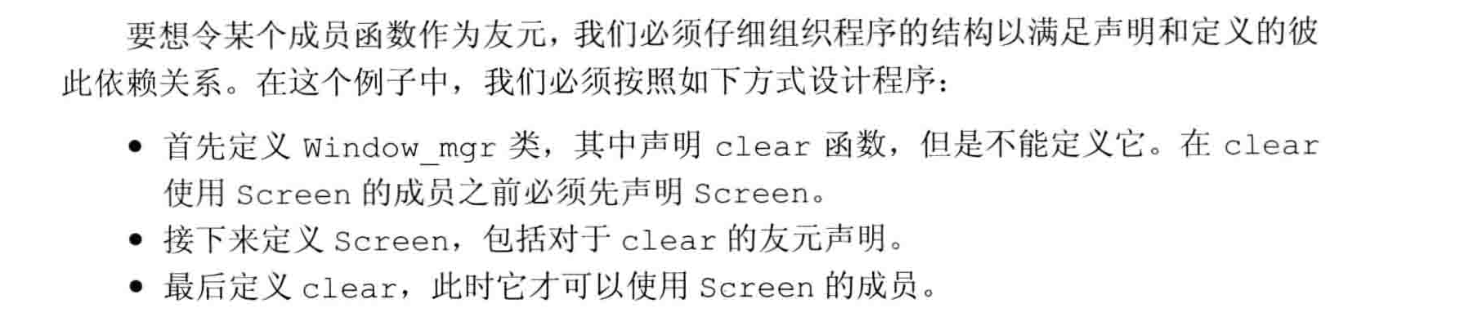 要想令某个成员函数作为友元，我们必须仔细组织程序的结构以满足声明和定义的彼
此依赖关系。在这个例子中，我们必须按照如下方式设计程序：
● 首先定义 Window_mgr 类，其中声明 clear 函数，但是不能定义它。在 clear
使用 Screen 的成员之前必须先声明 Screen。
● 接下来定义 Screen，包括对于 clear 的友元声明。
● 最后定义 clear，此时它才可以使用 Screen 的成员。